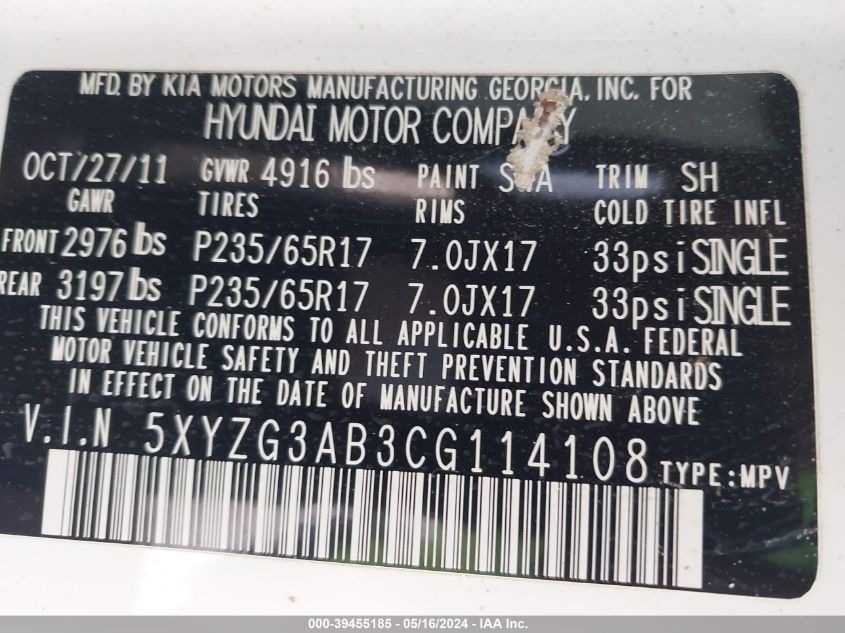 MFD. BY KIA MOTORS MANUFACTURING GEORGIA, INC. FOR
HYUNDAI MOTOR COMPANY
OCT/27/11 GVWR 4916 lbs PAINT TRIM SH
GAWR TIRES RIMS COLD TIRE INFL
FRONT 2976 lbs P235/65R17 7.0JX17 33psi SINGLE
REAR 3197 lbs P235/65R17 7.0JX17 33psi SINGLE
THIS VEHICLE CONFORMS TO ALL APPLICABLE U.S.A. FEDERAL
MOTOR VEHICLE SAFETY AND THEFT PREVENTION STANDARDS
IN EFFECT ON THE DATE OF MANUFACTURE SHOWN ABOVE
V.I.N 5XYZG3AB3CG114108 TYPE:MPV
000-39455185 - 05/16/2024 - IAA Inc.